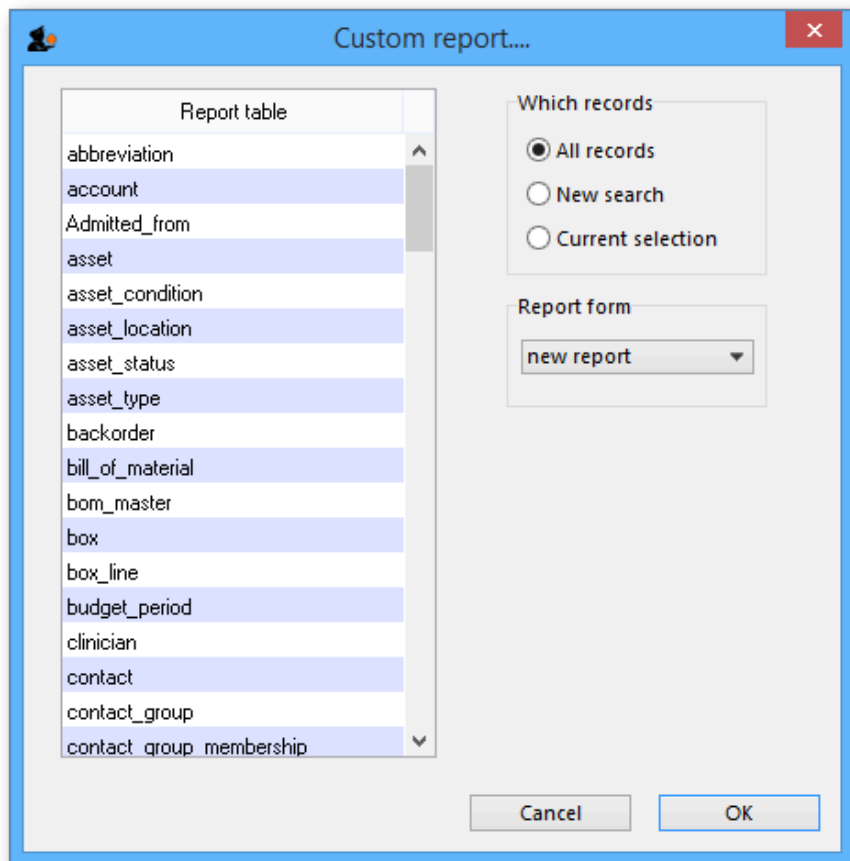 Custom report....
Report table
abbreviation
account
Admitted_from
asset
asset_condition
asset_location
asset_status
asset_type
backorder
bill_of_material
bom_master
box
box_line
budget_period
clinician
contact
contact_group
contact_group_membership
Which records
All records
New search
Current selection
Report form
new report
Cancel
OK